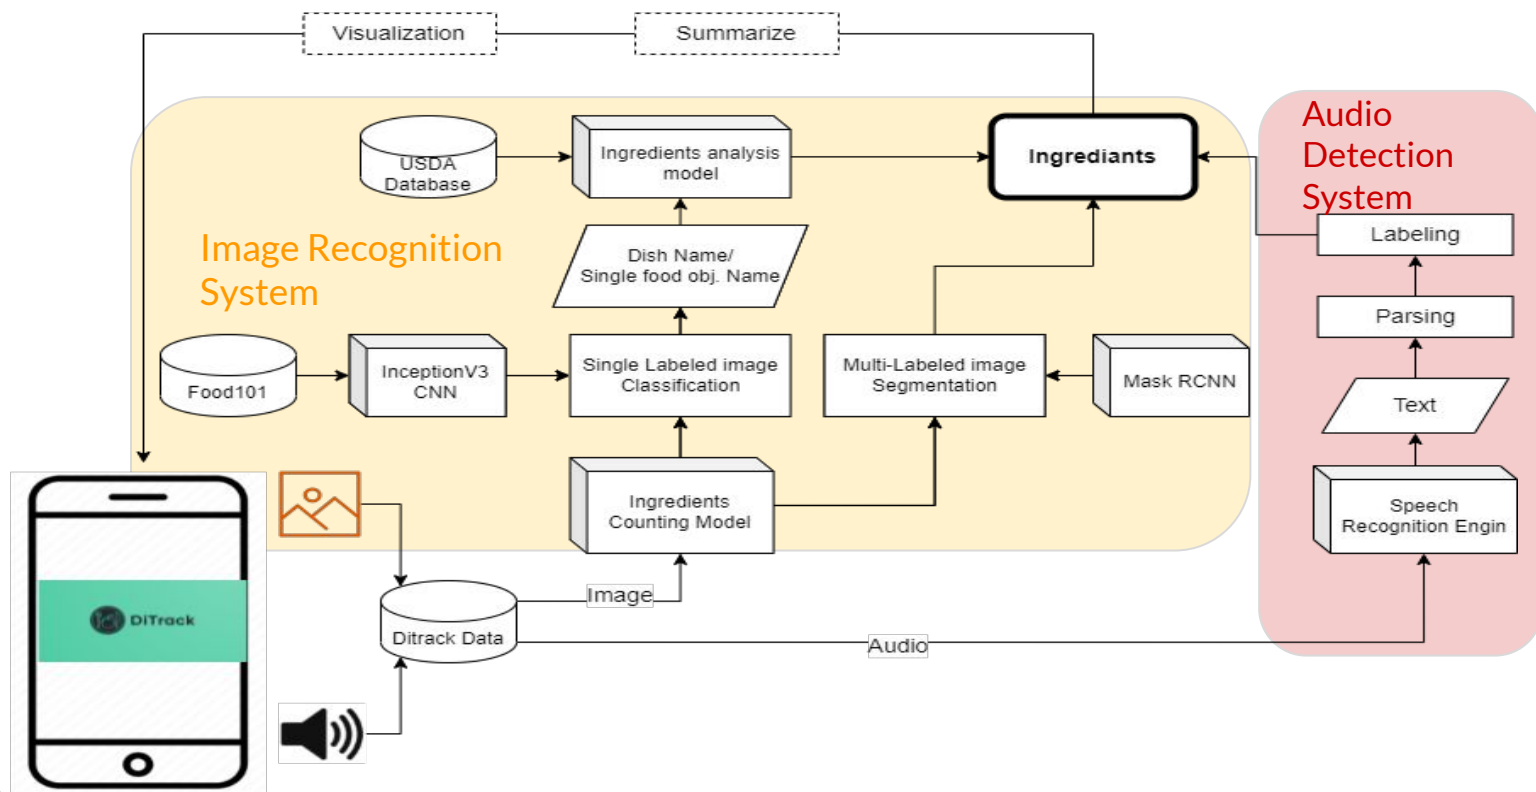 Visualization
Summarize
USDA
Database
Ingredients analysis
model
Ingrediants
Audio
Detection
System
Labeling
Image Recognition
System
Dish Name/
Single food obj. Name
Parsing
Food101
InceptionV3
CNN
Single Labeled image
Classification
Multi-Labeled image
Segmentation
Mask RCNN
Text
Ingredients
Counting Model
Speech
Recognition Engin
Image
DiTrack
Ditrack Data
Audio